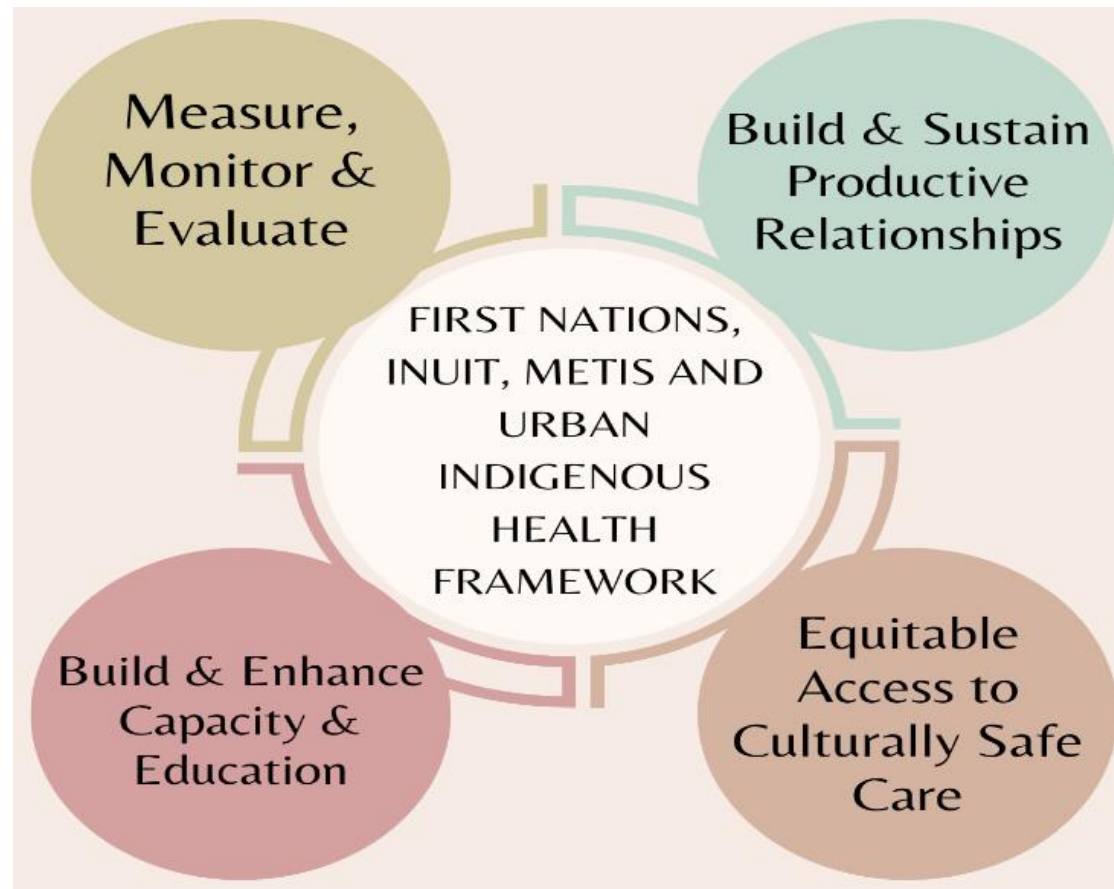 Measure,
Monitor &
Evaluate
Build & Sustain
Productive
Relationships
FIRST NATIONS,
INUIT, METIS AND
URBAN
INDIGENOUS
HEALTH
FRAMEWORK
Build & Enhance
Capacity &
Education
Equitable
Access to
Culturally Safe
Care